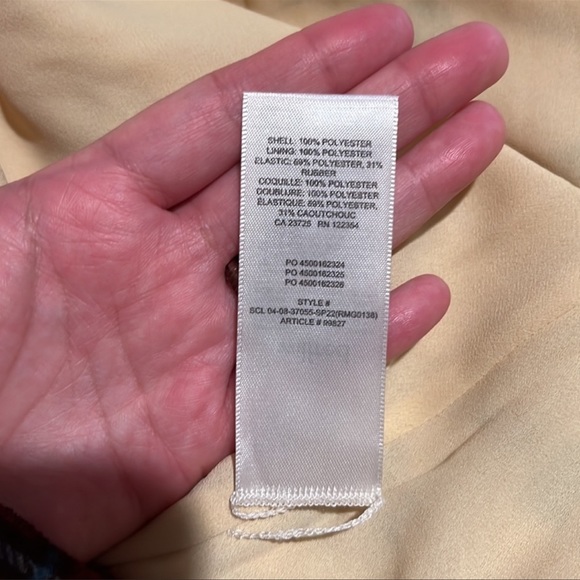 SHELL: 100% POLYESTER
LINING: 100% POLYESTER
ELASTIC: 69% POLYESTER, 31%
RUBBER
COQUILLE: 100% POLYESTER
DOUBLURE: 100% POLYESTER
ÉLASTIQUE: 69% POLYESTER,
31% CAOUTCHOUC
CA 23725 RN 122354
PO 4500162324
PO 4500162325
PO 4500162326
STYLE #
SCL 04-08-37055-SP22(RMG0138)
ARTICLE # 99827